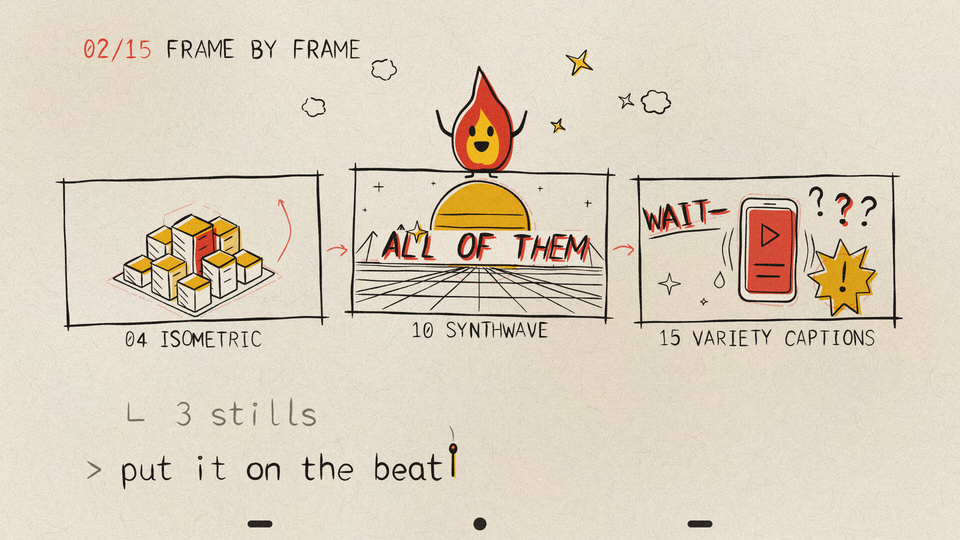 02/15 FRAME BY FRAME
WAIT—
???
!
ALL OF THEM
04 ISOMETRIC
10 SYNTHWAVE
15 VARIETY CAPTIONS
└ 3 stills
> put it on the beat